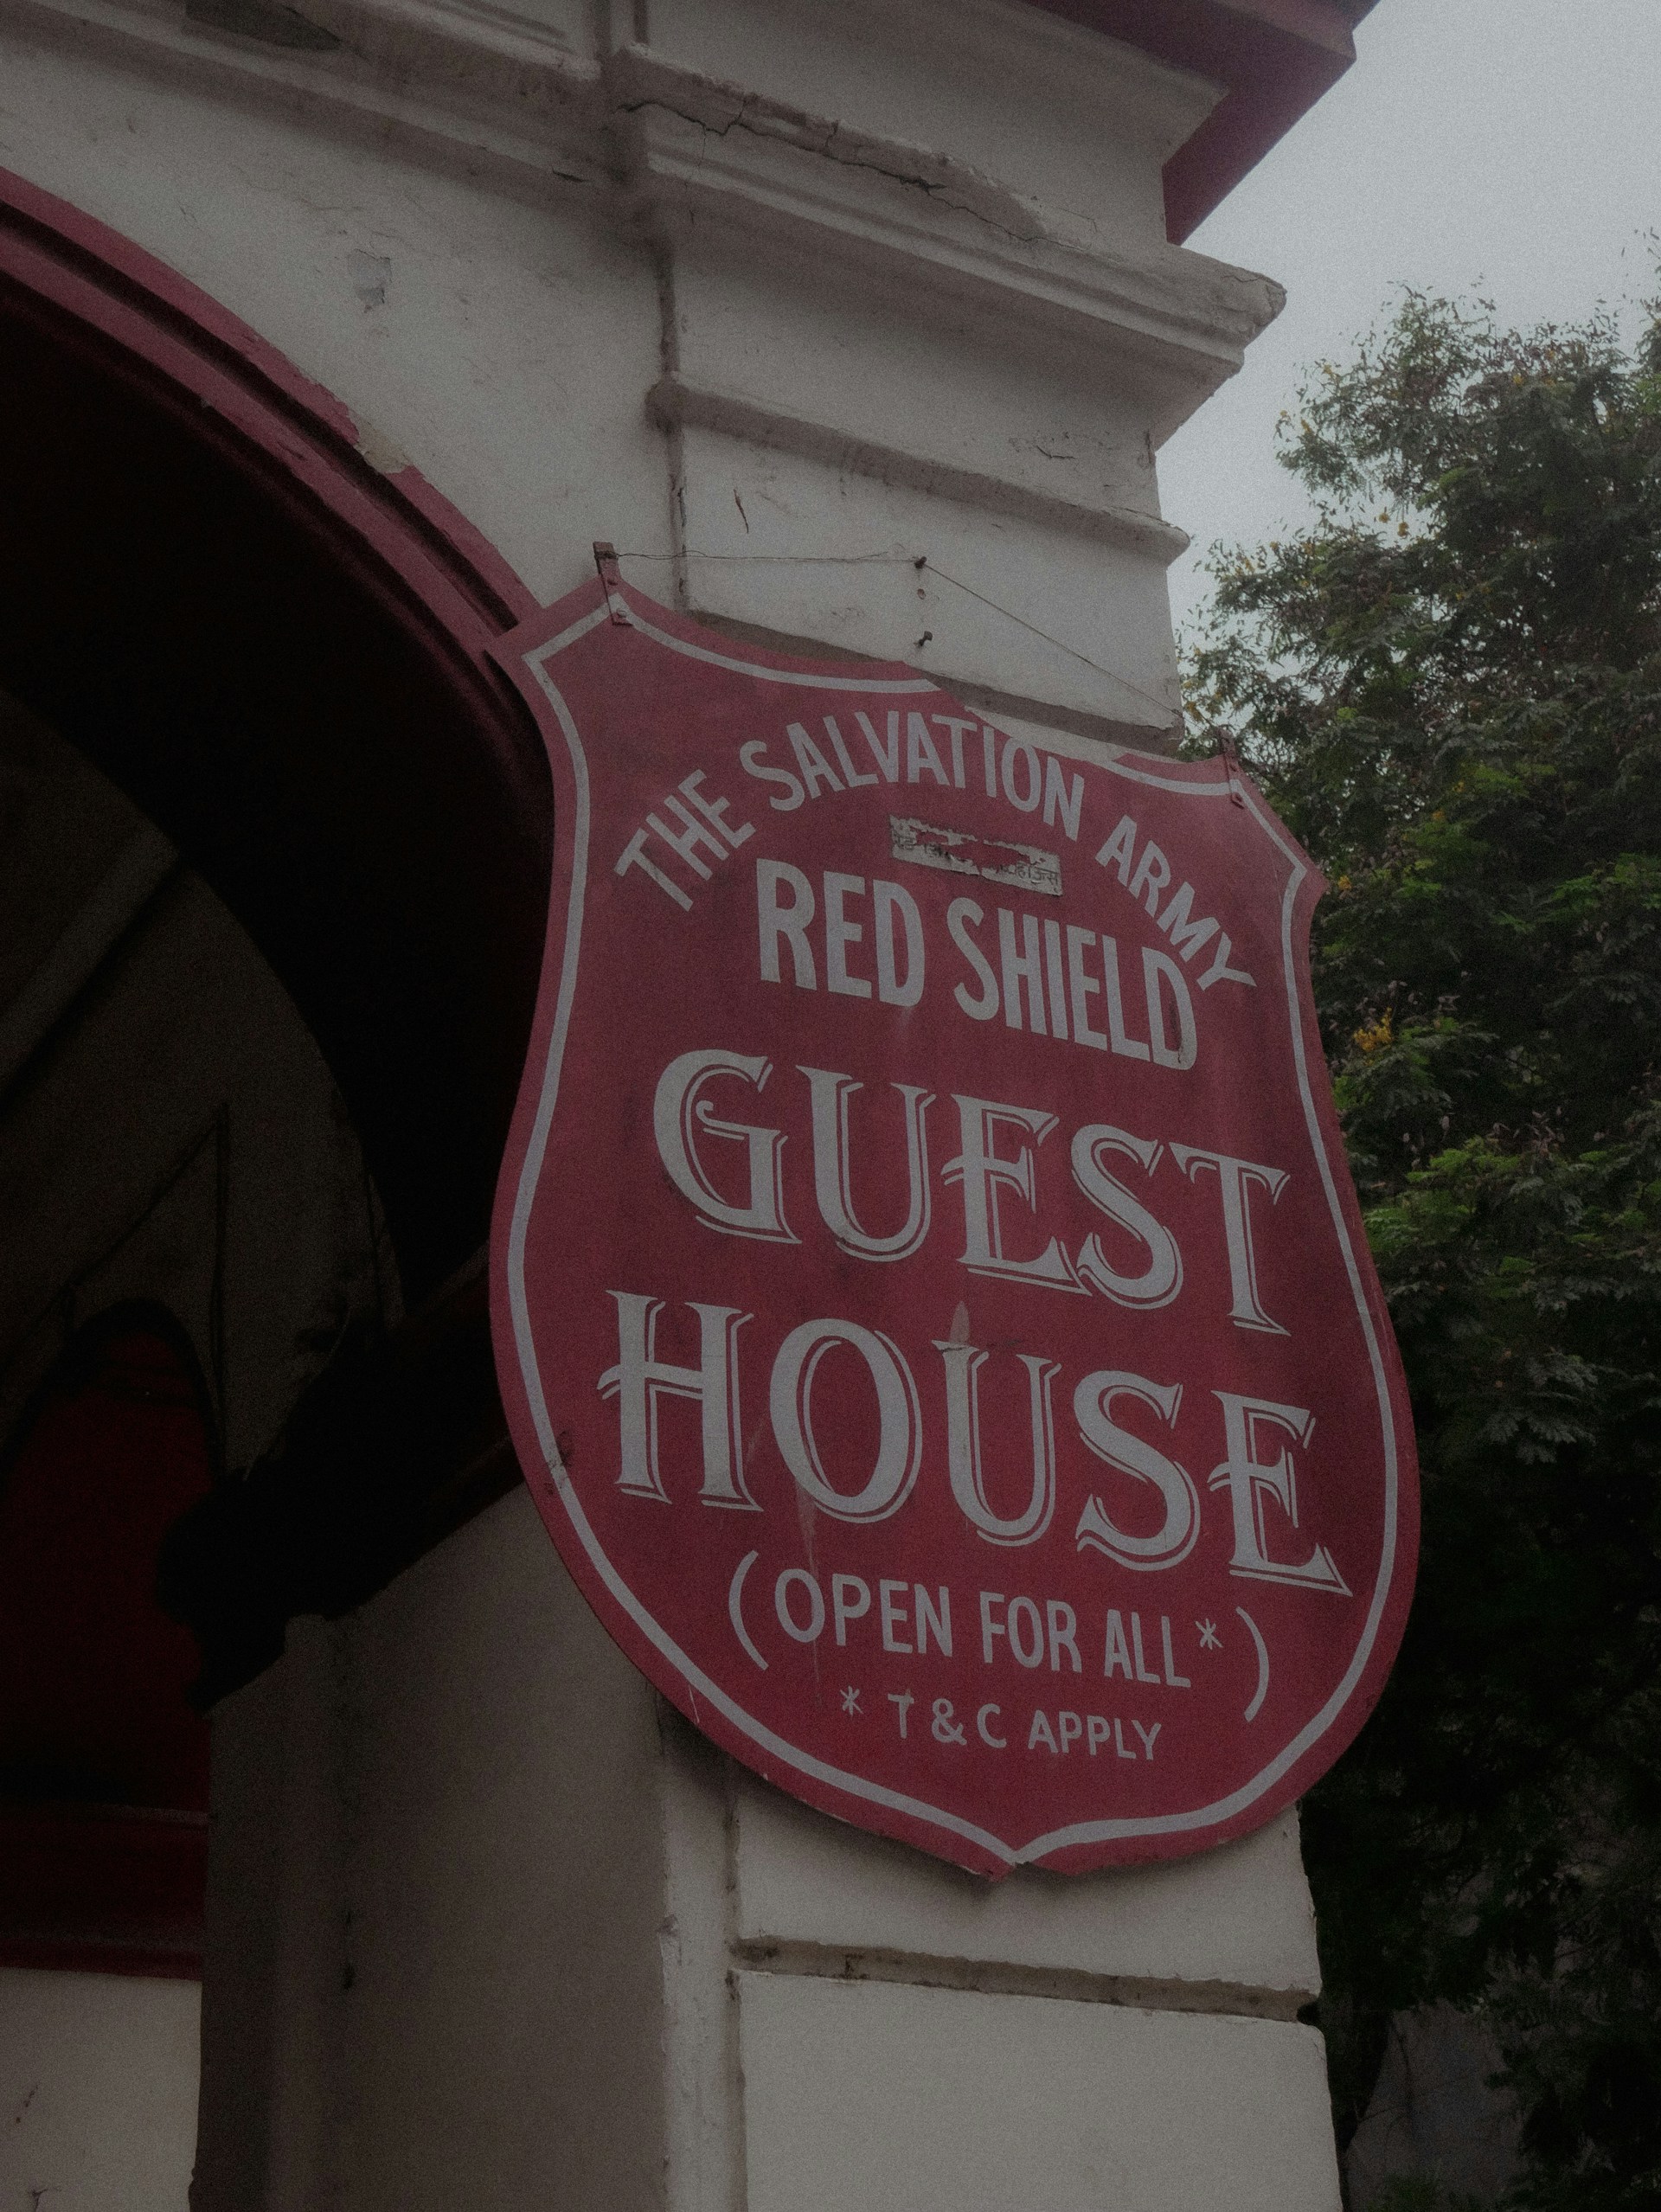 THE SALVATION ARMY
RED SHIELD
GUEST
HOUSE
(OPEN FOR ALL*)
* T & C APPLY